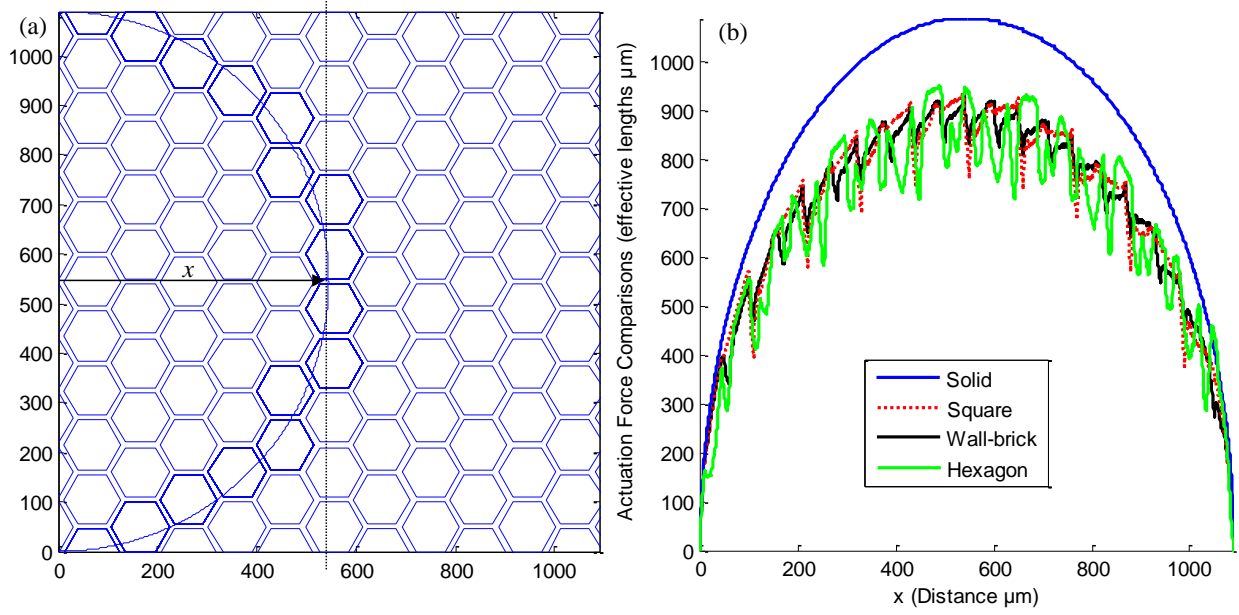 (a)
1000
900
800
700
600
500
400
300
200
100
0
x
0 200 400 600 800 1000
(b)
Actuation Force Comparisons (effective lengths µm)
1000
900
800
700
600
500
400
300
200
100
0
Solid
Square
Wall-brick
Hexagon
0 200 400 600 800 1000
x (Distance µm)